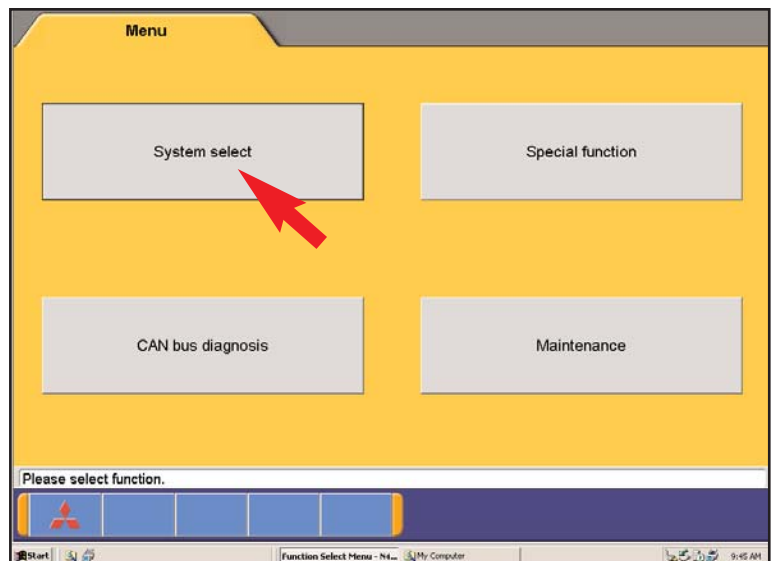 Menu
System select
Special function
CAN bus diagnosis
Maintenance
Please select function.
Start
Function Select Menu - N4...
My Computer
9:45 AM